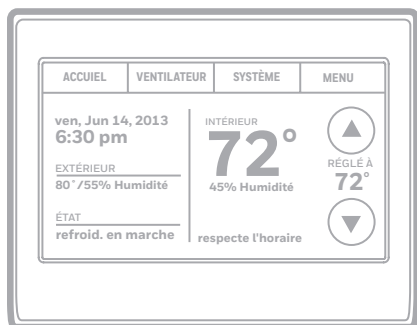 ACCUIEL VENTILATEUR SYSTÈME MENU
ven, Jun 14, 2013
6:30 pm
EXTÉRIEUR
80˚/55% Humidité
ÉTAT
refroid. en marche
INTÉRIEUR
72˚
45% Humidité
respecte l'horaire
RÉGLÉ À
72˚